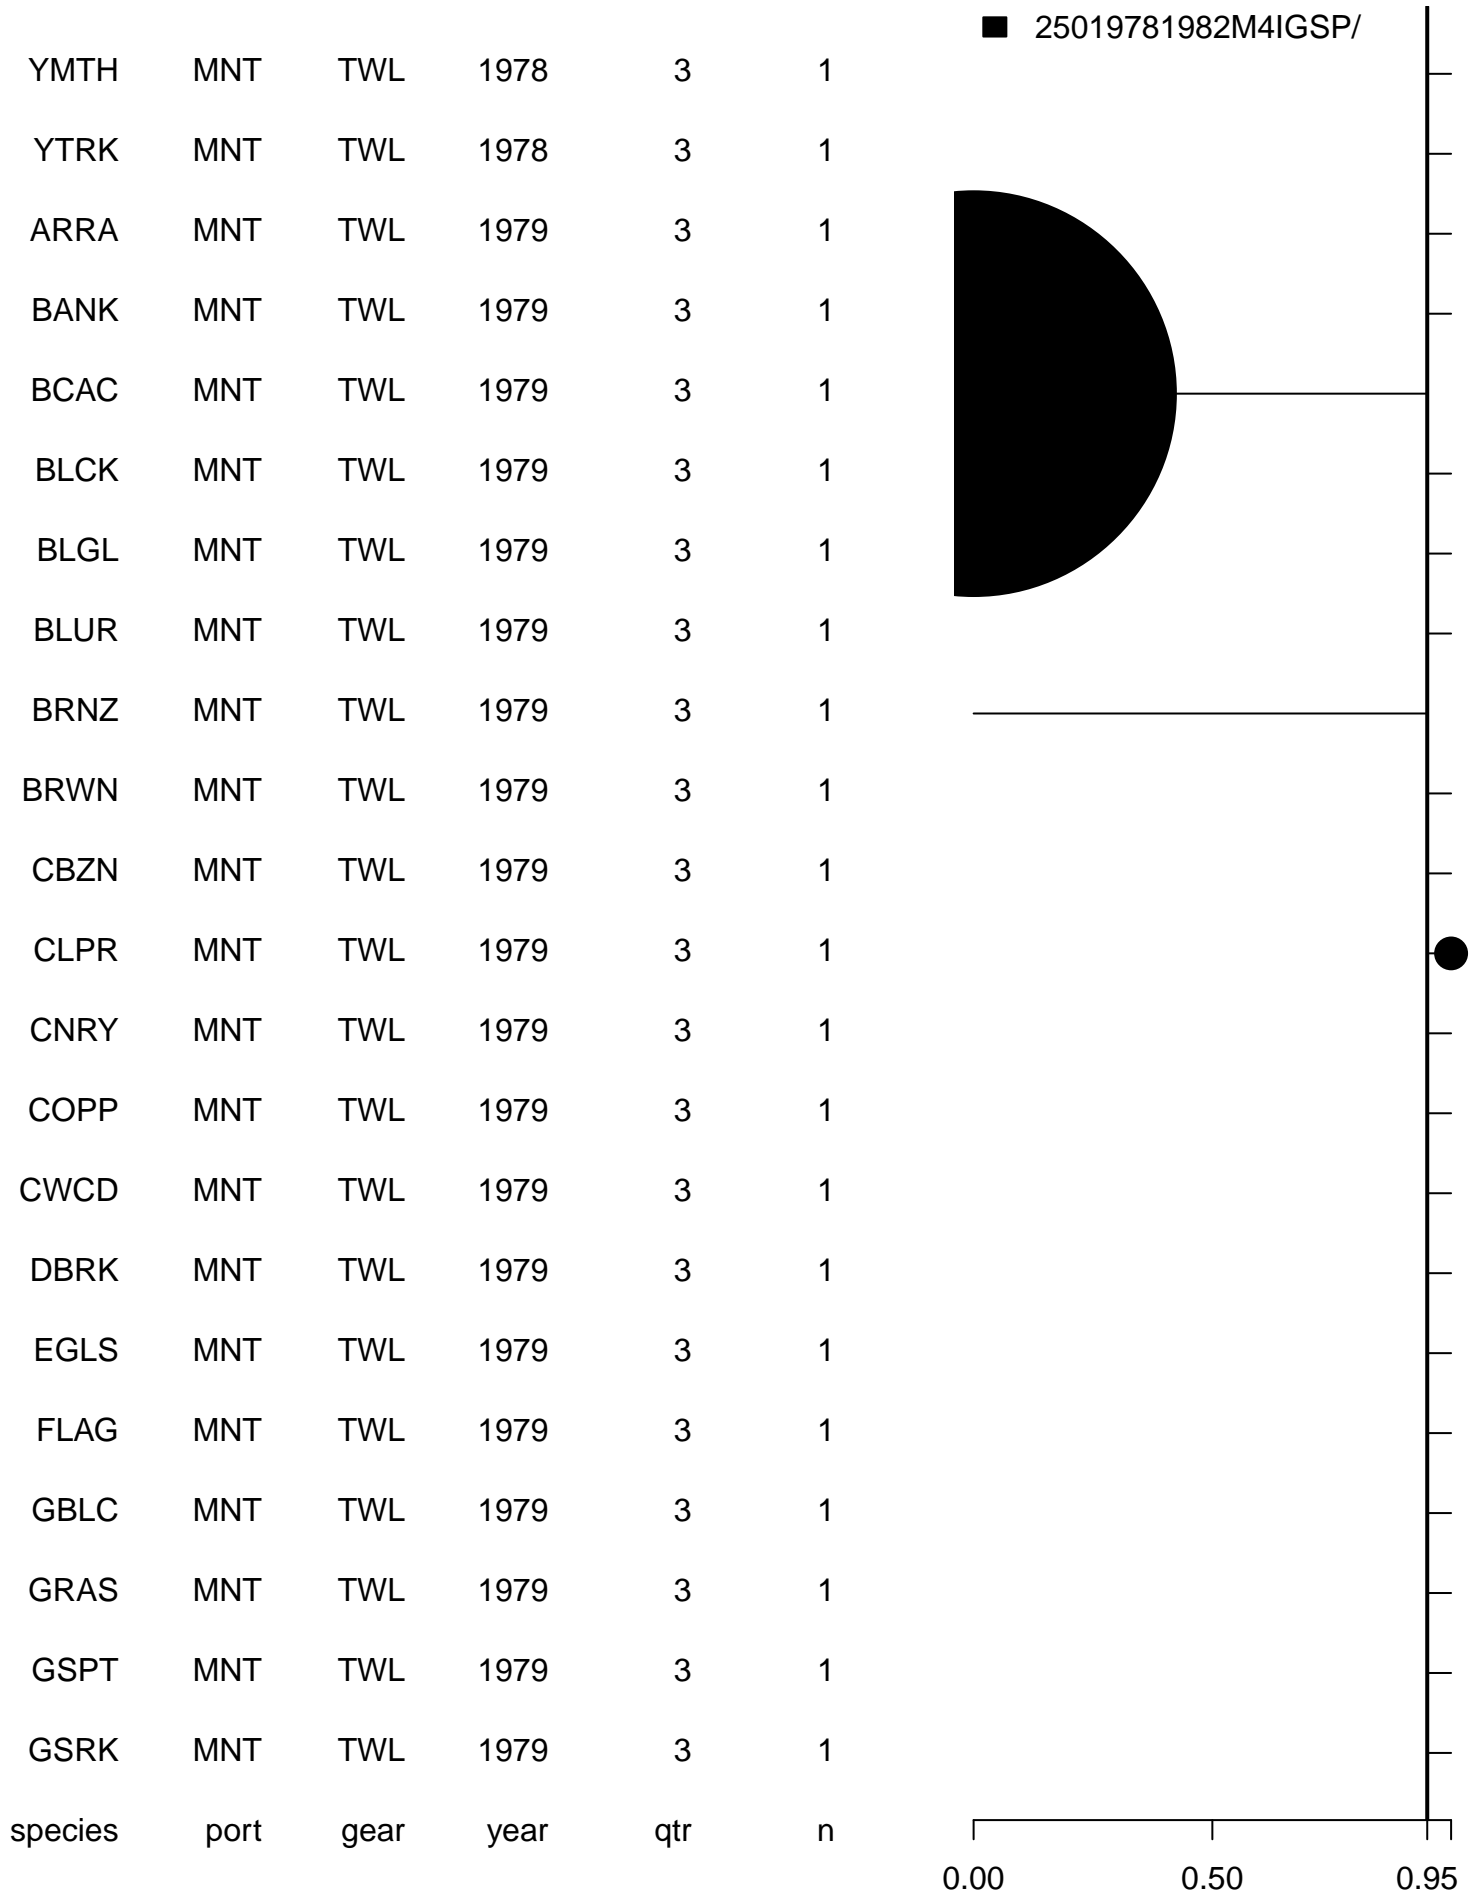 25019781982M4IGSP/
YMTH MNT TWL 1978 3 1
YTRK MNT TWL 1978 3 1
ARRA MNT TWL 1979 3 1
BANK MNT TWL 1979 3 1
BCAC MNT TWL 1979 3 1
BLCK MNT TWL 1979 3 1
BLGL MNT TWL 1979 3 1
BLUR MNT TWL 1979 3 1
BRNZ MNT TWL 1979 3 1
BRWN MNT TWL 1979 3 1
CBZN MNT TWL 1979 3 1
CLPR MNT TWL 1979 3 1
CNRY MNT TWL 1979 3 1
COPP MNT TWL 1979 3 1
CWCD MNT TWL 1979 3 1
DBRK MNT TWL 1979 3 1
EGLS MNT TWL 1979 3 1
FLAG MNT TWL 1979 3 1
GBLC MNT TWL 1979 3 1
GRAS MNT TWL 1979 3 1
GSPT MNT TWL 1979 3 1
GSRK MNT TWL 1979 3 1
species port gear year qtr n
0.00 0.50 0.95